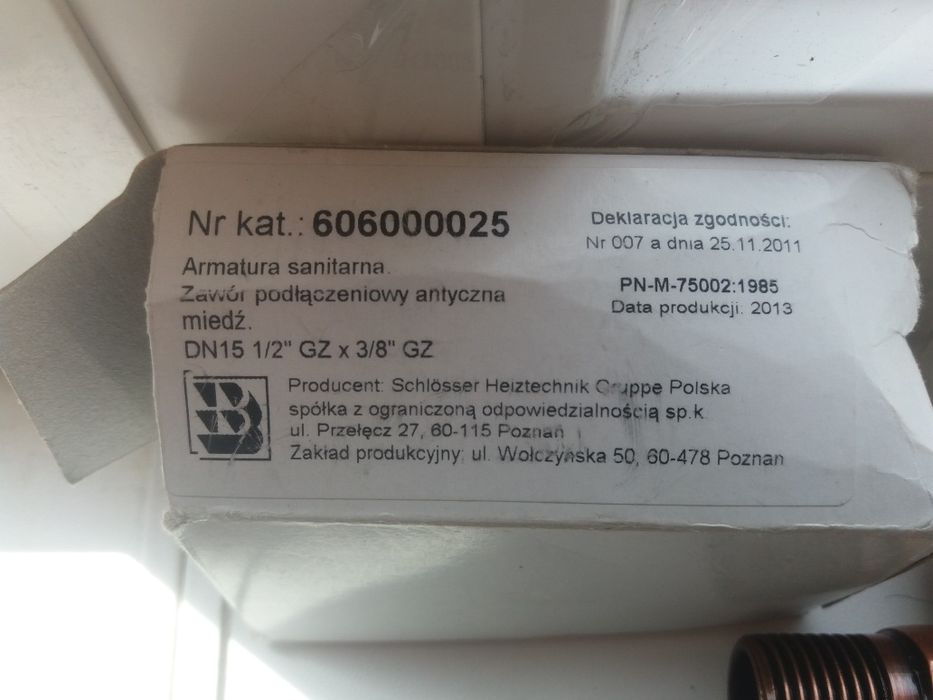 Nr kat.: 606000025
Armatura sanitarna.
Zawór podłączeniowy antyczna
miedź.
DN15 1/2" GZ x 3/8" GZ
Deklaracja zgodności:
Nr 007 a dnia 25.11.2011
PN-M-75002:1985
Data produkcji: 2013
Producent: Schlösser Heiztechnik Gruppe Polska
spółka z ograniczoną odpowiedzialnością sp.k.
ul. Przełęcz 27, 60-115 Poznań
Zakład produkcyjny: ul. Wołczyńska 50, 60-478 Poznań